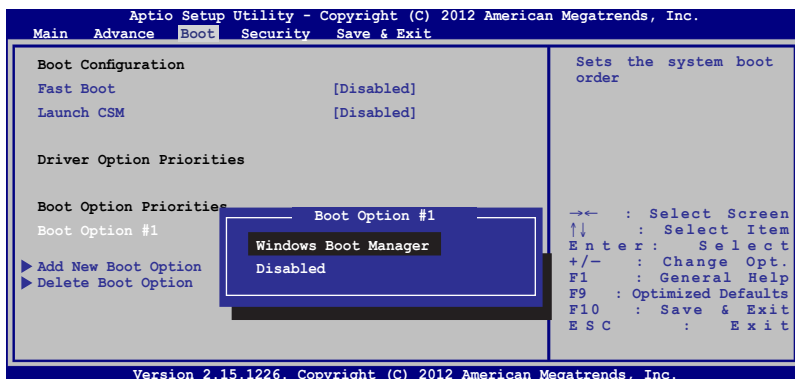 Aptio Setup Utility - Copyright (C) 2012 American Megatrends, Inc.
Main Advance Boot Security Save & Exit
Boot Configuration
Fast Boot [Disabled]
Launch CSM [Disabled]
Driver Option Priorities
Boot Option Priorities
Boot Option #1
Add New Boot Option
Delete Boot Option
Boot Option #1
Windows Boot Manager
Disabled
Sets the system boot
order
→← : Select Screen
↑↓ : Select Item
Enter: Select
+/— : Change Opt.
F1 : General Help
F9 : Optimized Defaults
F10 : Save & Exit
ESC : Exit
Version 2.15.1226. Copyright (C) 2012 American Megatrends, Inc.